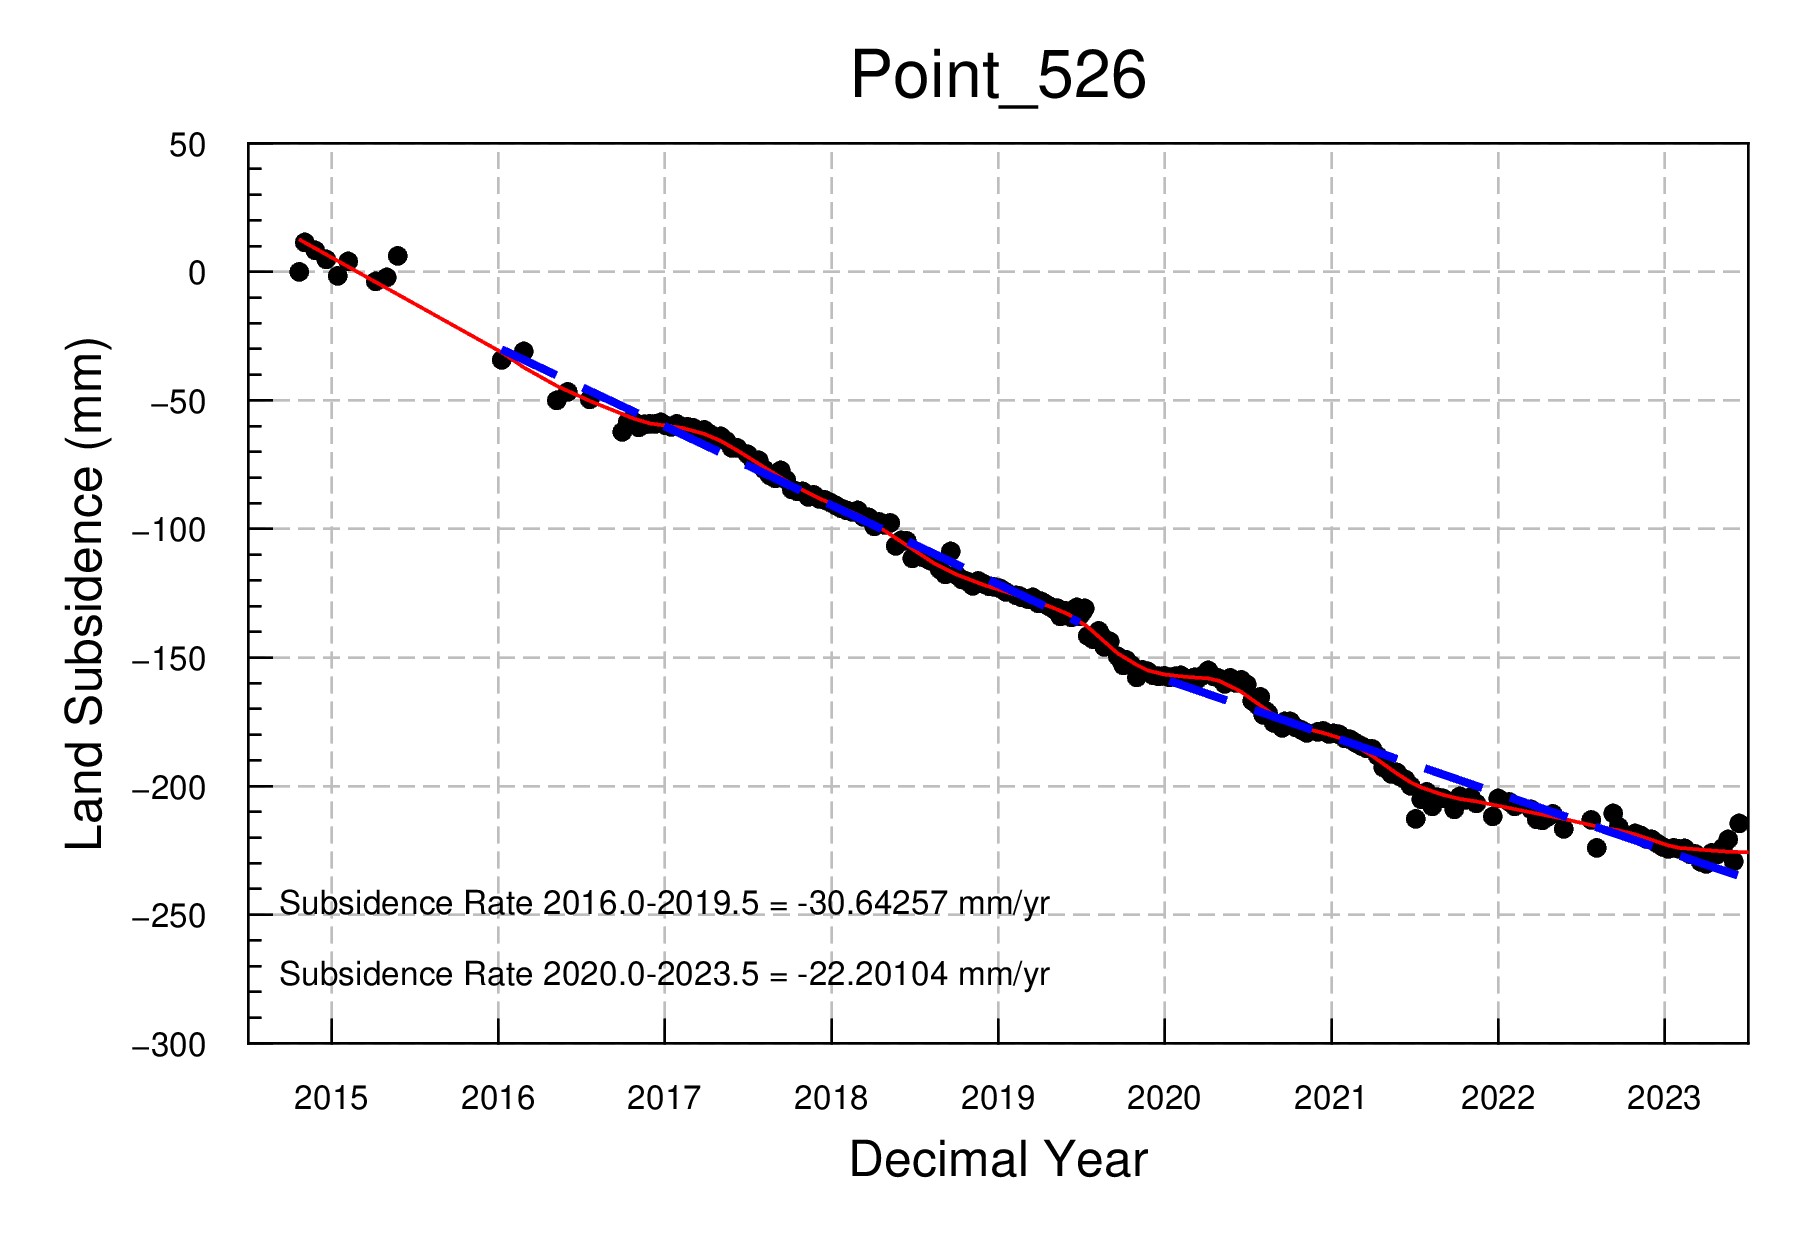 Point_526
50
0
−50
−100
−150
−200
−250
−300
Land Subsidence (mm)
Subsidence Rate 2016.0-2019.5 = -30.64257 mm/yr
Subsidence Rate 2020.0-2023.5 = -22.20104 mm/yr
2015 2016 2017 2018 2019 2020 2021 2022 2023
Decimal Year